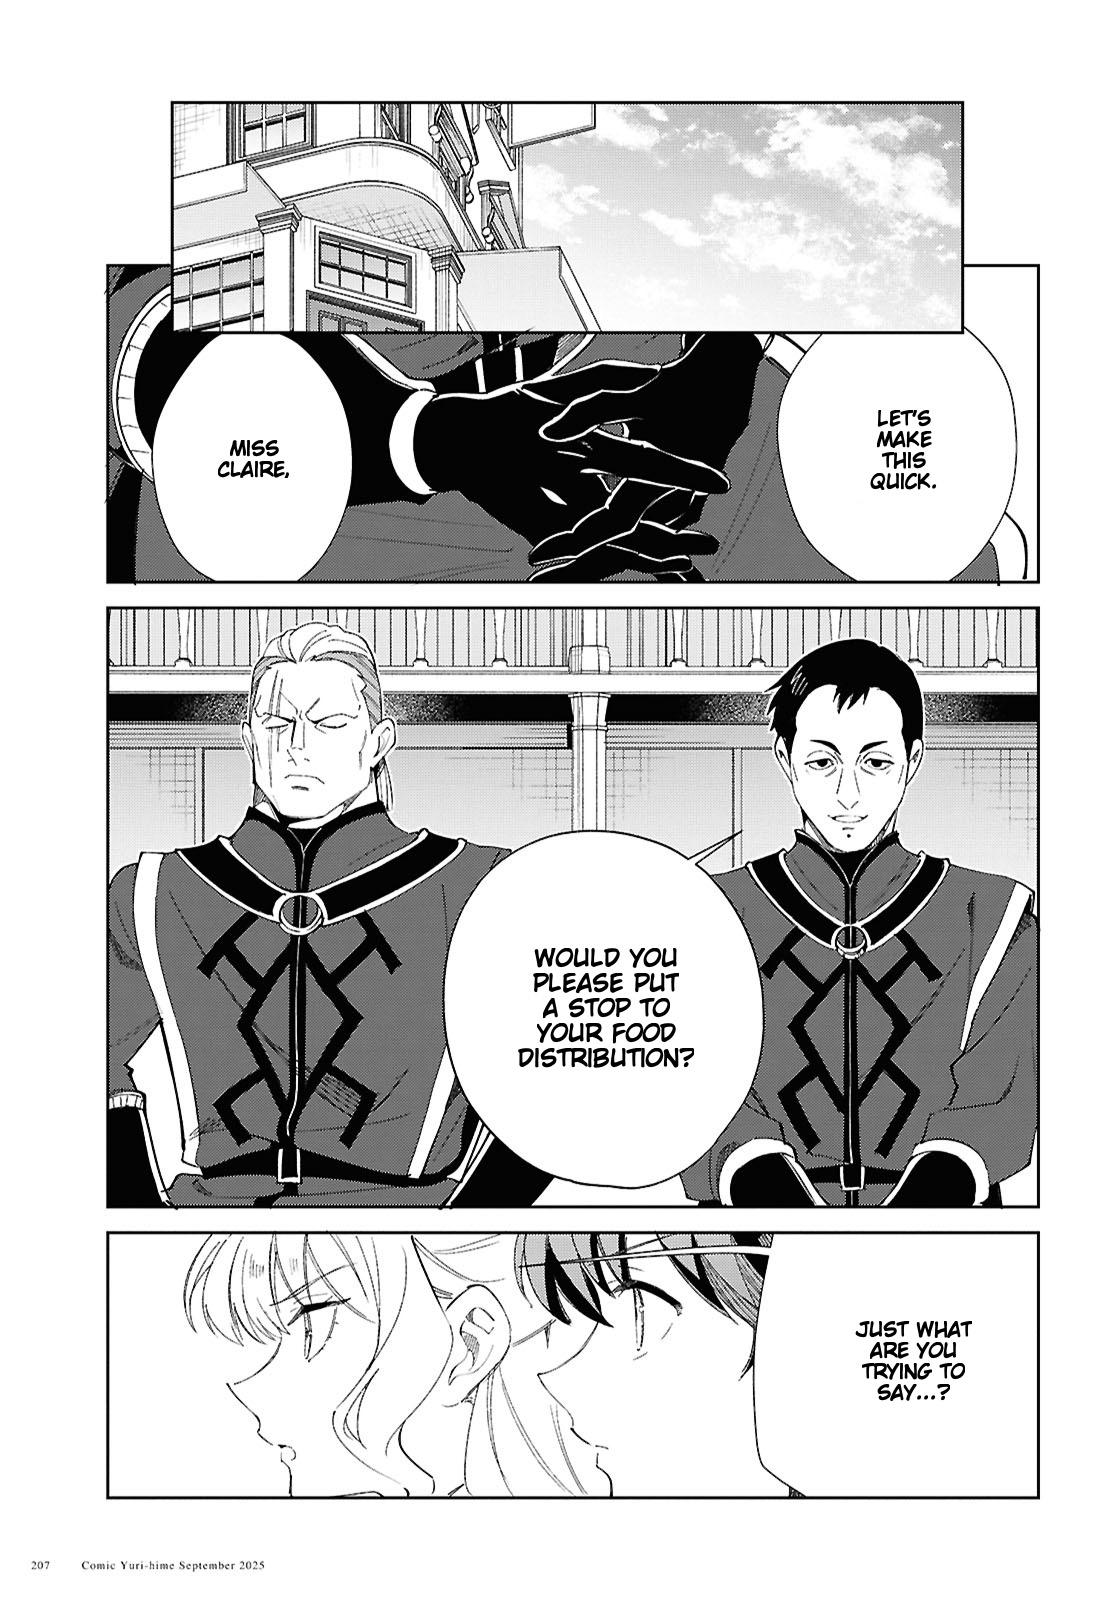 LET'S
MAKE
THIS
QUICK.
MISS
CLAIRE,
WOULD YOU
PLEASE PUT
A STOP TO
YOUR FOOD
DISTRIBUTION?
JUST WHAT
ARE YOU
TRYING TO
SAY...?
207 Comic Yuri-hime September 2025